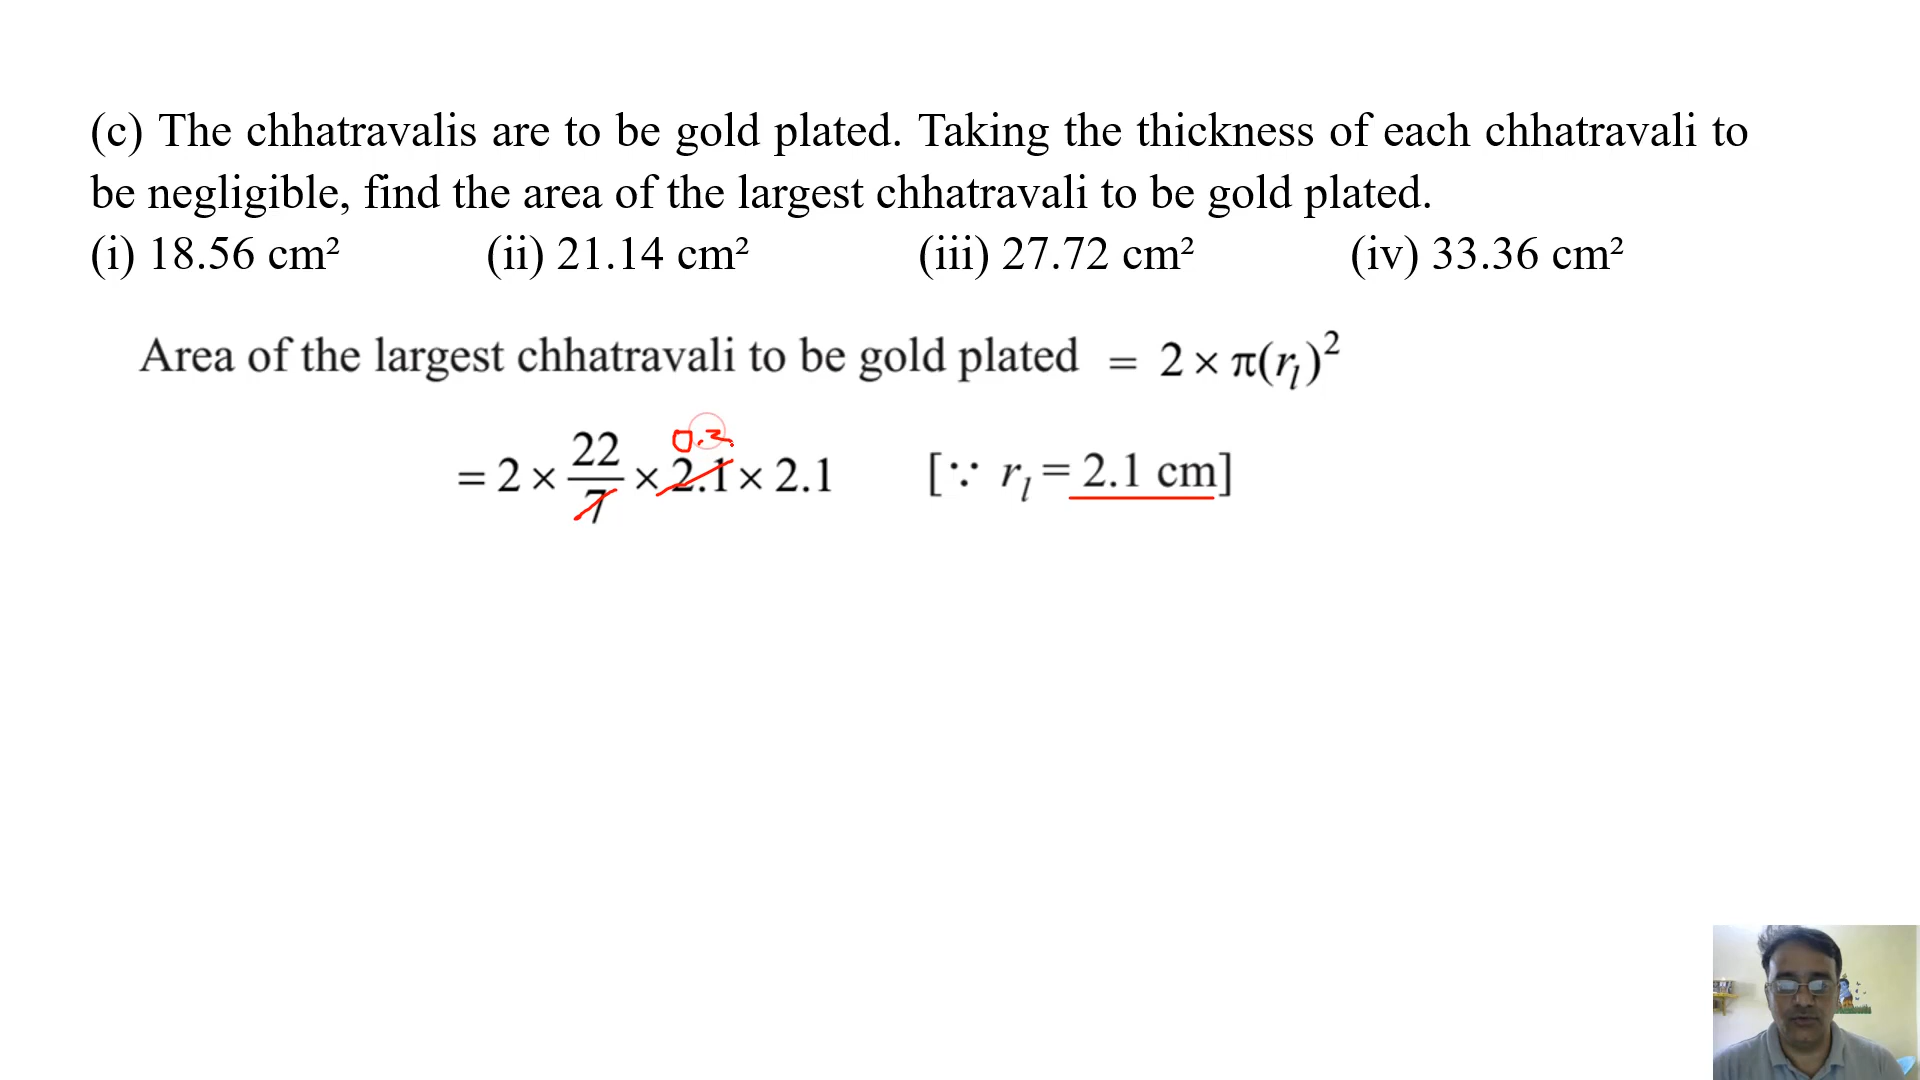 (c) The chhatravalis are to be gold plated. Taking the thickness of each chhatravali to
be negligible, find the area of the largest chhatravali to be gold plated.
(i) 18.56 cm² (ii) 21.14 cm² (iii) 27.72 cm² (iv) 33.36 cm²
Area of the largest chhatravali to be gold plated = 2 × π(r_l)²
0.3
= 2 × 22/7 × 2.1 × 2.1 [∵ r_l = 2.1 cm]